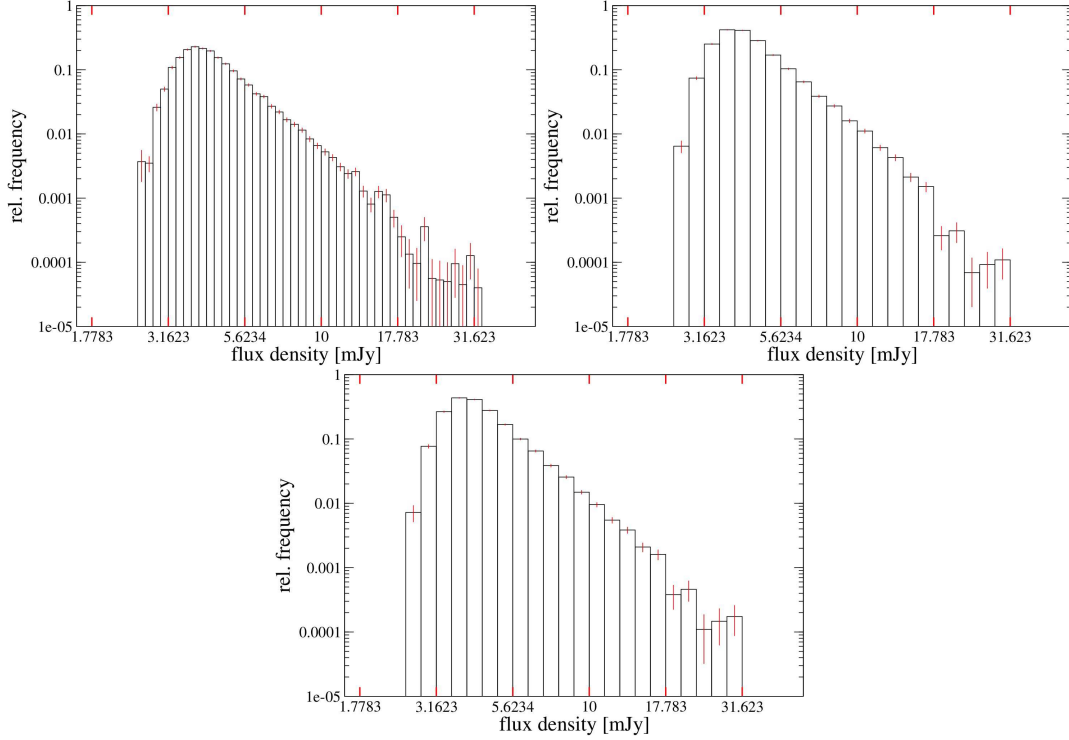 1
0.1
0.01
0.001
0.0001
1e-05
rel. frequency
1.7783 3.1623 5.6234 10 17.783 31.623
flux density [mJy]
1
0.1
0.01
0.001
0.0001
1e-05
rel. frequency
1.7783 3.1623 5.6234 10 17.783 31.623
flux density [mJy]
1
0.1
0.01
0.001
0.0001
1e-05
rel. frequency
1.7783 3.1623 5.6234 10 17.783 31.623
flux density [mJy]